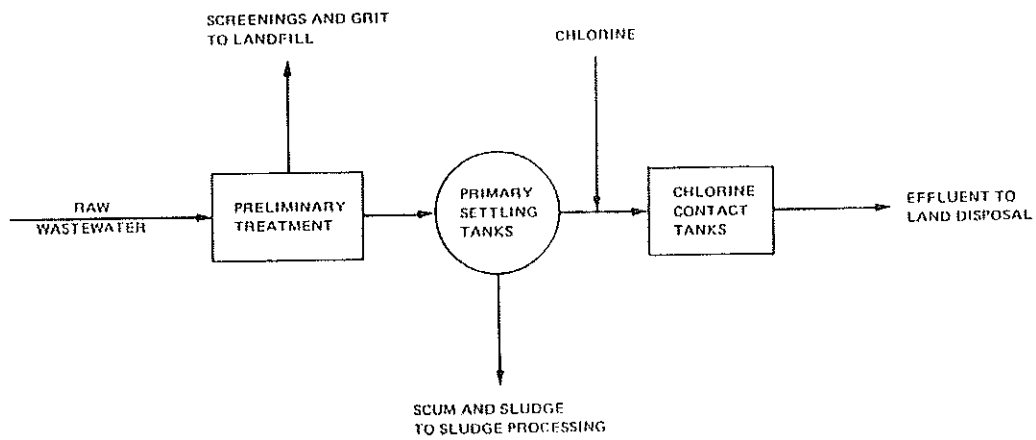 SCREENINGS AND GRIT
TO LANDFILL
CHLORINE
RAW
WASTEWATER
PRELIMINARY
TREATMENT
PRIMARY
SETTLING
TANKS
CHLORINE
CONTACT
TANKS
EFFLUENT TO
LAND DISPOSAL
SCUM AND SLUDGE
TO SLUDGE PROCESSING